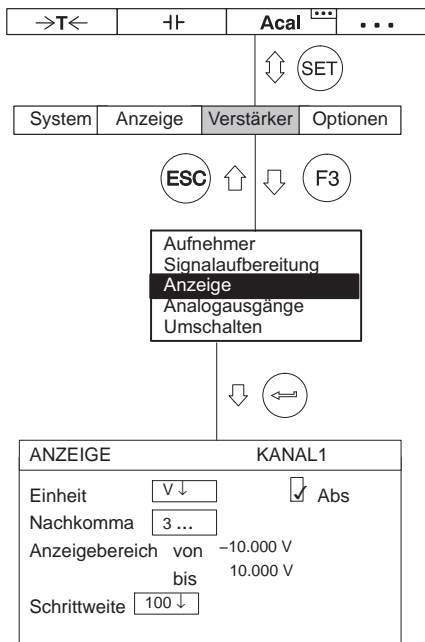 →T← ⊣⊢ Acal ... ...
SET
System Anzeige Verstärker Optionen
ESC F3
Aufnehmer
Signalaufbereitung
Anzeige
Analogausgänge
Umschalten
ANZEIGE KANAL1
Einheit V↓ ✓ Abs
Nachkomma 3 ...
Anzeigebereich von –10.000 V
bis 10.000 V
Schrittweite 100 ↓